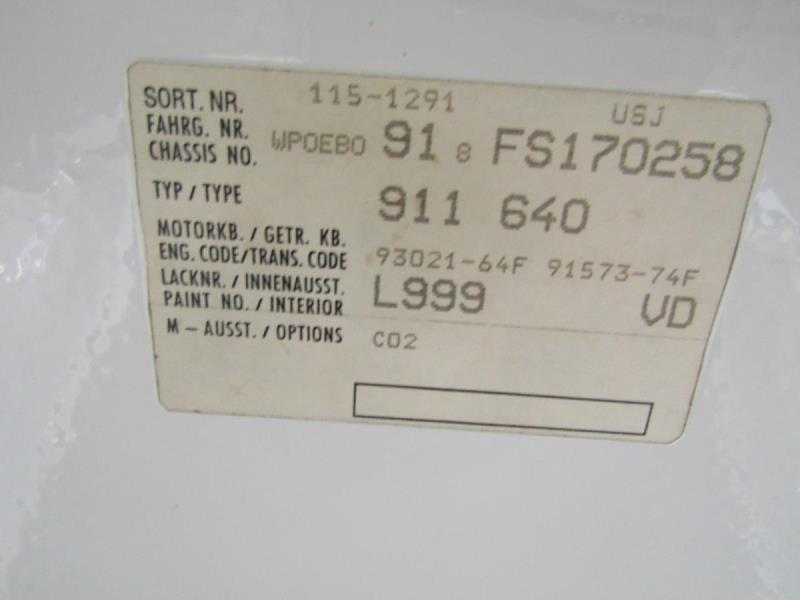 SORT. NR. 115-1291 USJ
FAHRG. NR.
CHASSIS NO. WP0EB0 91 8 FS170258
TYP / TYPE 911 640
MOTORKB. / GETR. KB.
ENG. CODE/TRANS. CODE 93021-64F 91573-74F
LACKNR. / INNENAUSST.
PAINT NO. / INTERIOR L999 VD
M – AUSST. / OPTIONS C02